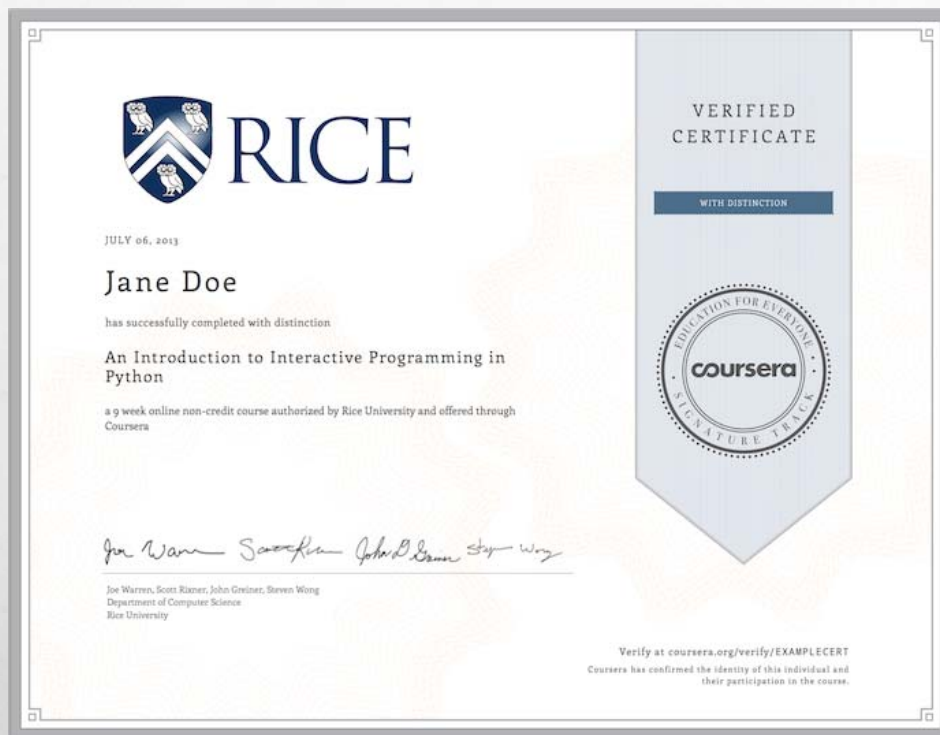 RICE
JULY 06, 2013
Jane Doe
has successfully completed with distinction
An Introduction to Interactive Programming in
Python
a 9 week online non-credit course authorized by Rice University and offered through
Coursera
Joe Warren, Scott Rixner, John Greiner, Steven Wong
Department of Computer Science
Rice University
VERIFIED
CERTIFICATE
WITH DISTINCTION
EDUCATION FOR EVERYONE
coursera
SIGNATURE TRACK
Verify at coursera.org/verify/EXAMPLECERT
Coursera has confirmed the identity of this individual and
their participation in the course.